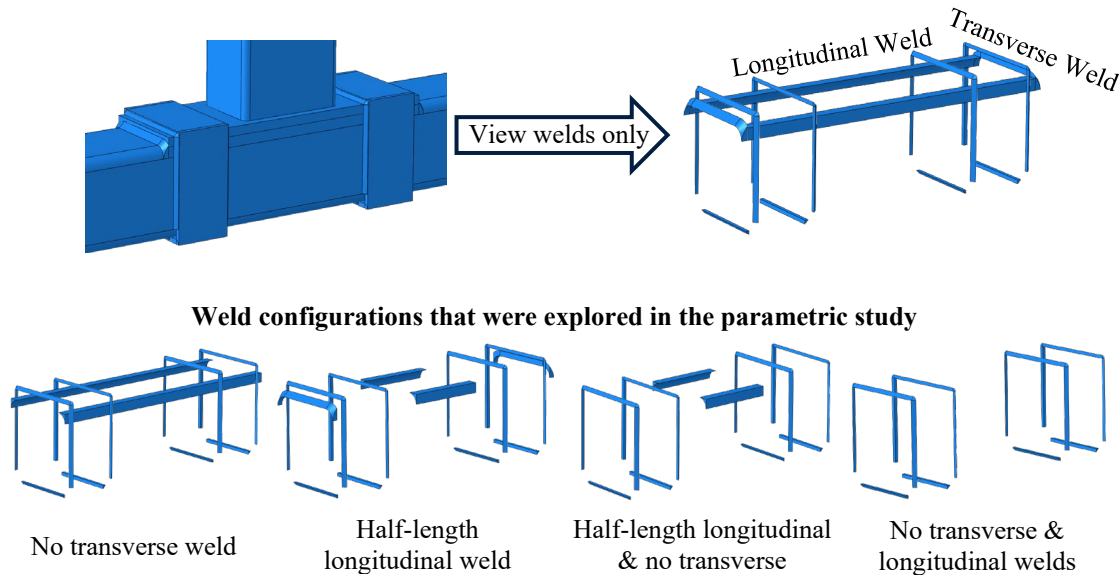 Longitudinal Weld
Transverse Weld
View welds only
Weld configurations that were explored in the parametric study
No transverse weld
Half-length
longitudinal weld
Half-length longitudinal
& no transverse
No transverse &
longitudinal welds